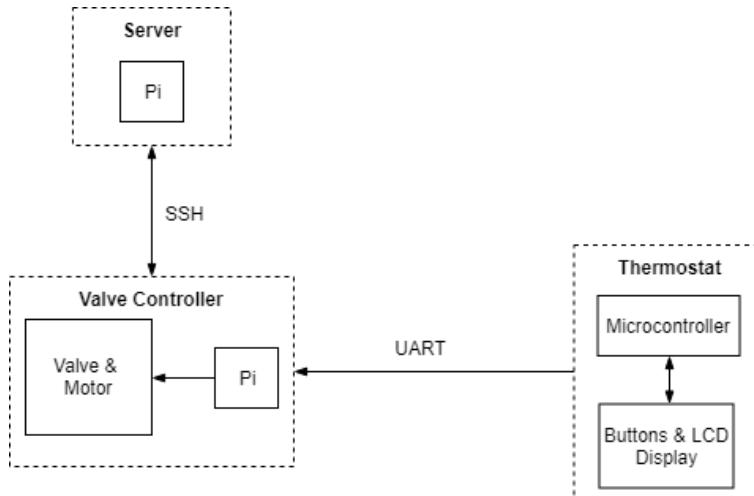 Server
Pi
SSH
Valve Controller
Valve &
Motor
Pi
UART
Thermostat
Microcontroller
Buttons & LCD
Display